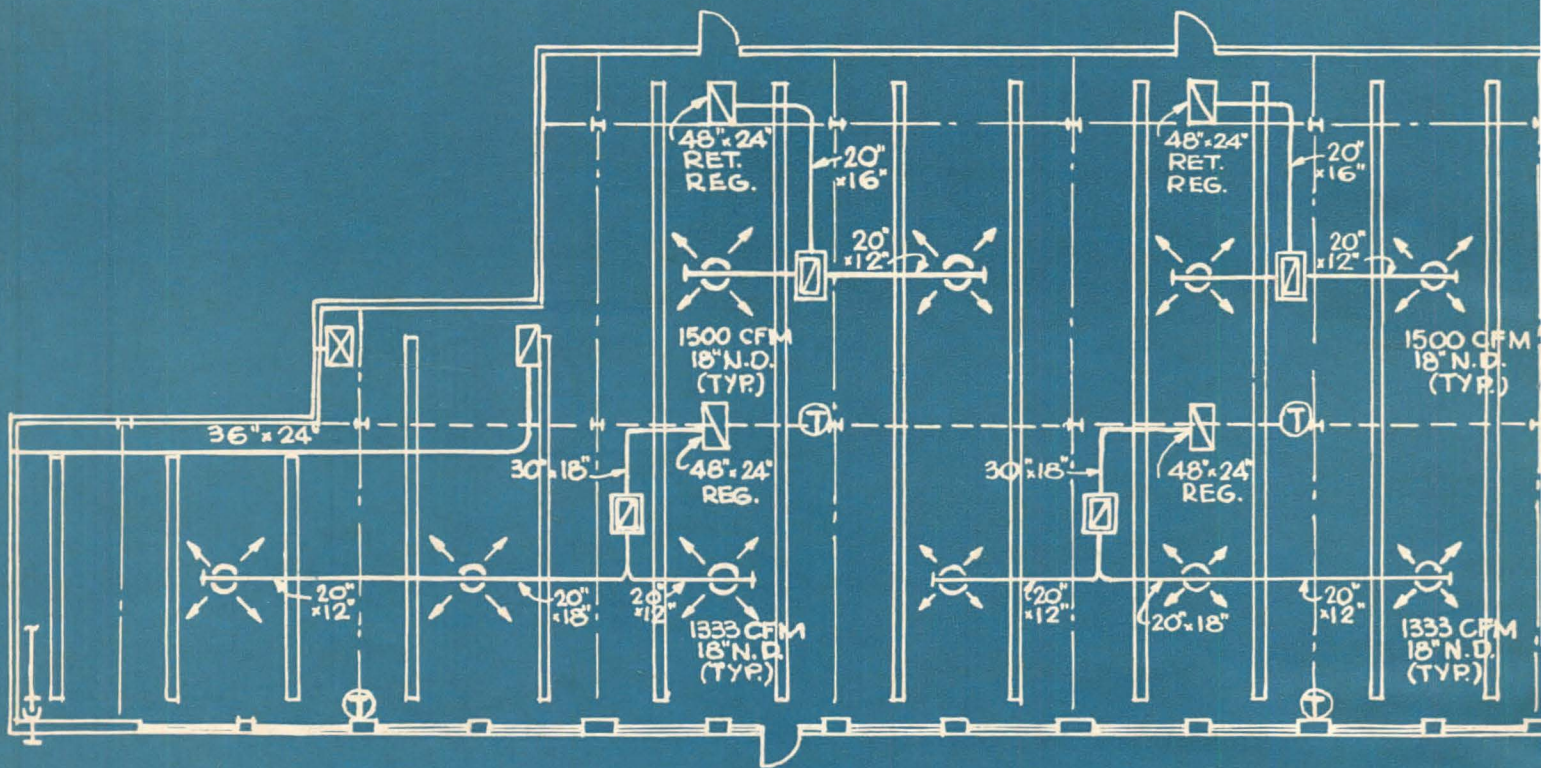 48"x24"
RET.
REG.
20"
x16"
48"x24"
RET.
REG.
20"
x16"
20"
x12"
20"
x12"
1500 CFM
18" N.D.
(TYP.)
1500 CFM
18" N.D.
(TYP.)
T
T
36"x24"
30"x18"
48"x24"
REG.
30"x18"
48"x24"
REG.
20"
x12"
20"
x18"
20"
x12"
20"
x12"
20"x18"
20"
x12"
1333 CFM
18" N.D.
(TYP.)
1333 CFM
18" N.D.
(TYP.)
T
T